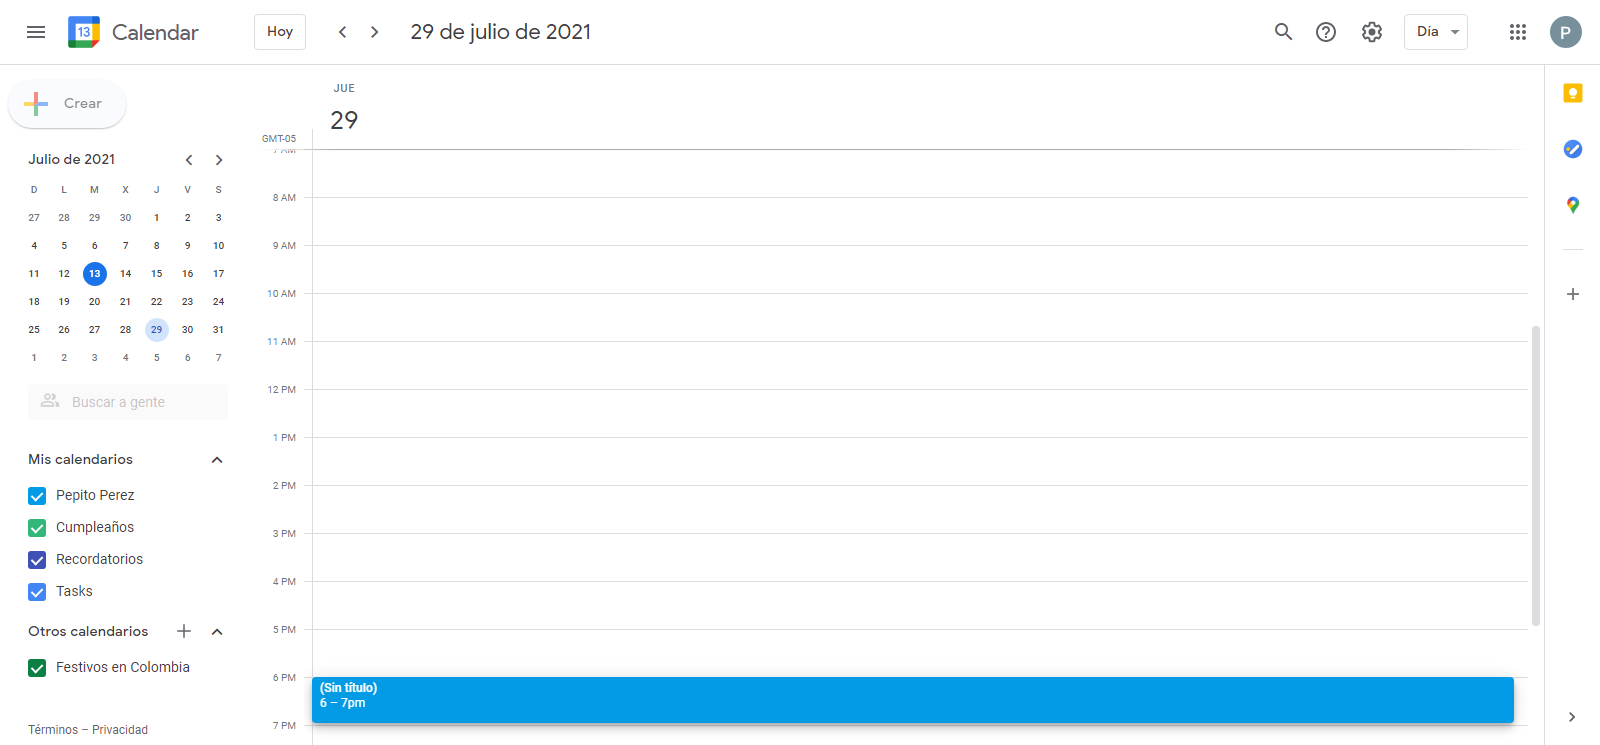 13 Calendar Hoy 29 de julio de 2021 Día P
Crear
Julio de 2021
D L M X J V S
27 28 29 30 1 2 3
4 5 6 7 8 9 10
11 12 13 14 15 16 17
18 19 20 21 22 23 24
25 26 27 28 29 30 31
1 2 3 4 5 6 7
Buscar a gente
Mis calendarios
Pepito Perez
Cumpleaños
Recordatorios
Tasks
Otros calendarios
Festivos en Colombia
Términos – Privacidad
JUE
29
GMT-05
7 AM
8 AM
9 AM
10 AM
11 AM
12 PM
1 PM
2 PM
3 PM
4 PM
5 PM
6 PM
(Sin título)
6 – 7pm
7 PM